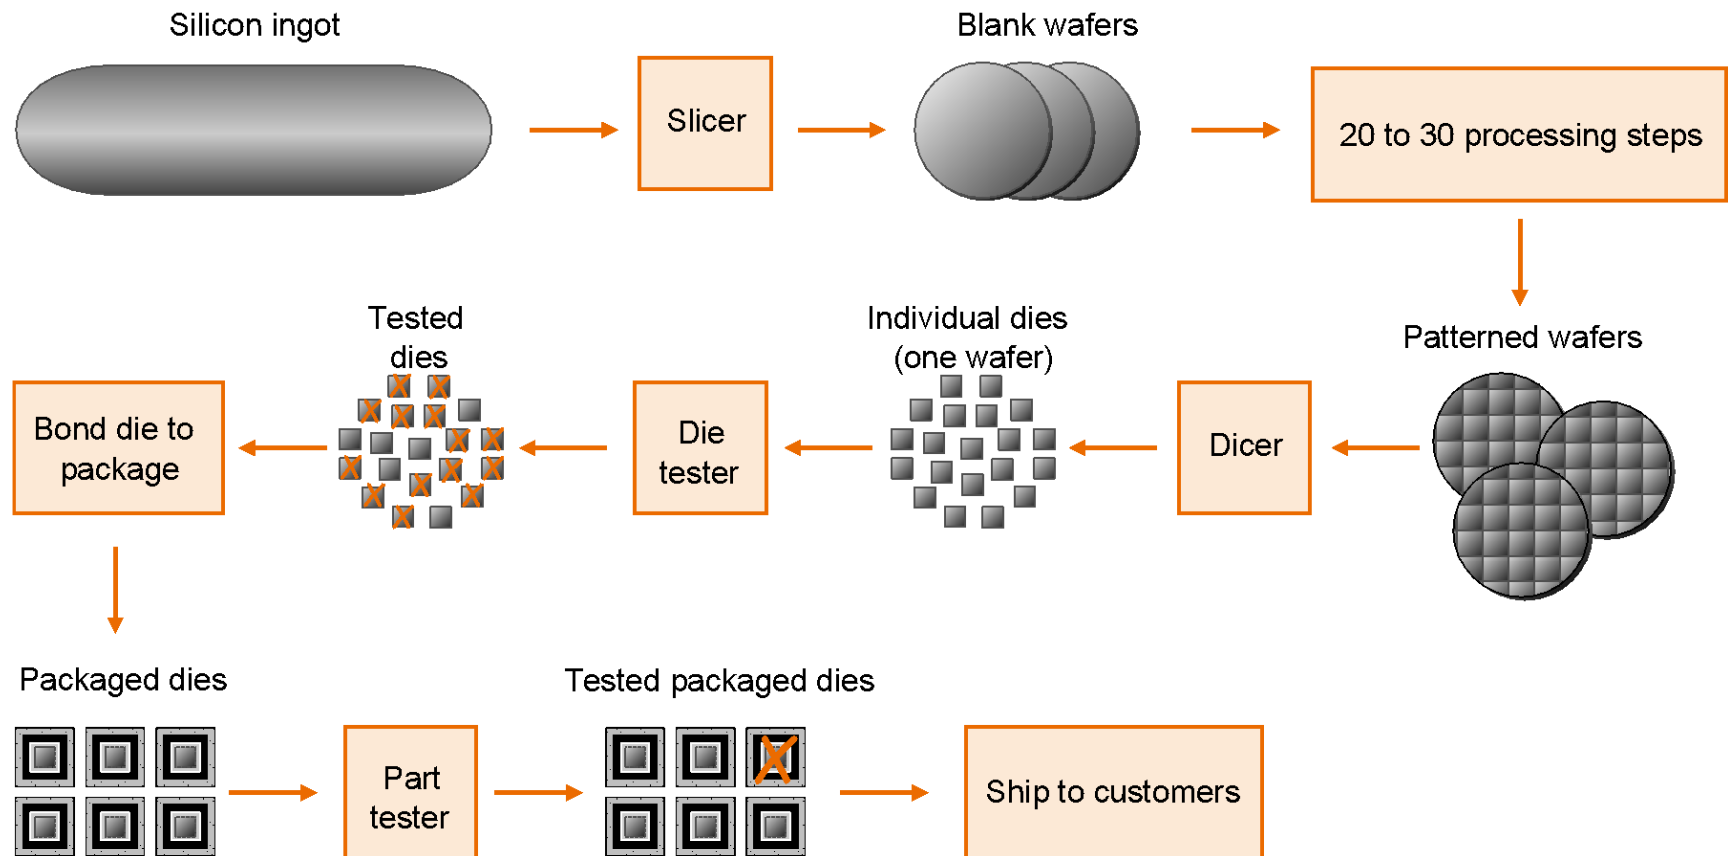 Silicon ingot
Slicer
Blank wafers
20 to 30 processing steps
Patterned wafers
Dicer
Individual dies
(one wafer)
Die
tester
Tested
dies
Bond die to
package
Packaged dies
Part
tester
Tested packaged dies
Ship to customers